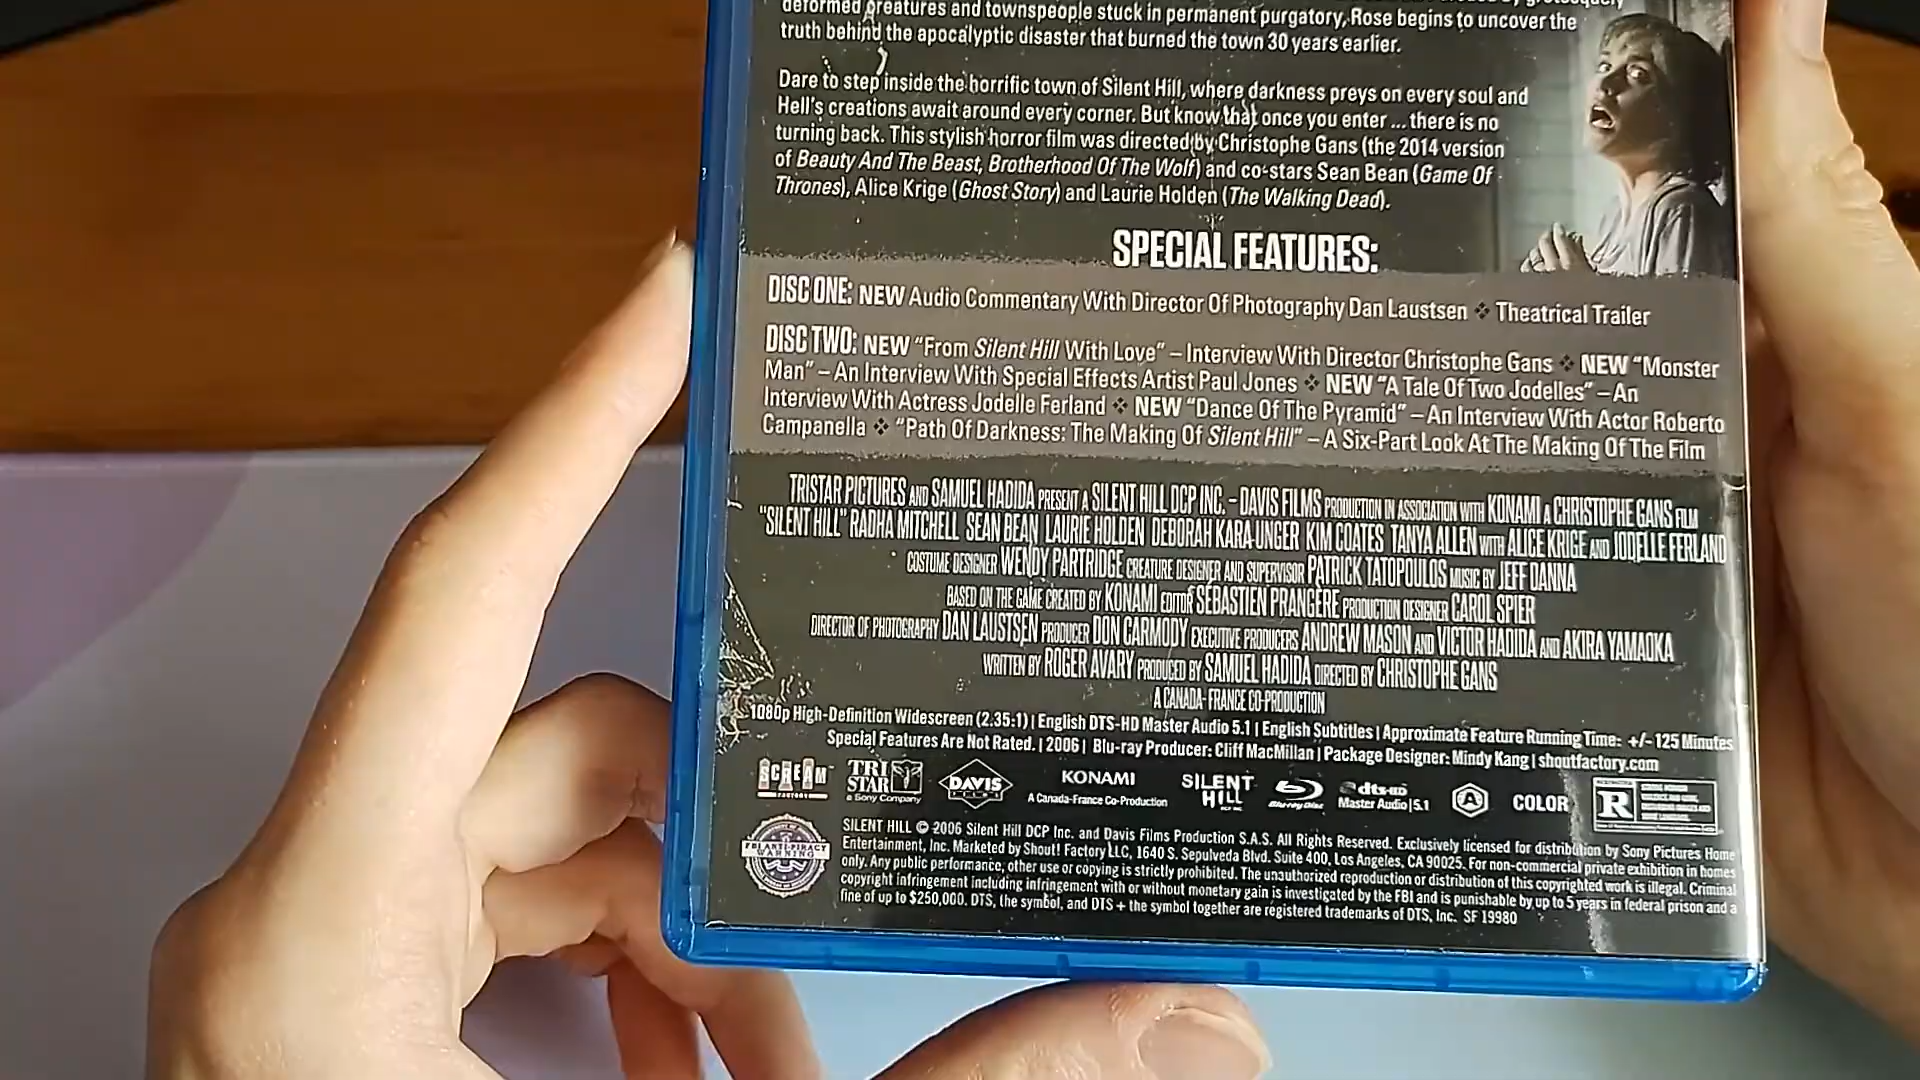 deformed creatures and townspeople stuck in permanent purgatory, Rose begins to uncover the
truth behind the apocalyptic disaster that burned the town 30 years earlier.
Dare to step inside the horrific town of Silent Hill, where darkness preys on every soul and
Hell's creations await around every corner. But know that once you enter ... there is no
turning back. This stylish horror film was directed by Christophe Gans (the 2014 version
of Beauty And The Beast, Brotherhood Of The Wolf) and co-stars Sean Bean (Game Of
Thrones), Alice Krige (Ghost Story) and Laurie Holden (The Walking Dead).
SPECIAL FEATURES:
DISC ONE: NEW Audio Commentary With Director Of Photography Dan Laustsen ❖ Theatrical Trailer
DISC TWO: NEW “From Silent Hill With Love” – Interview With Director Christophe Gans ❖ NEW “Monster
Man” – An Interview With Special Effects Artist Paul Jones ❖ NEW “A Tale Of Two Jodelles” – An
Interview With Actress Jodelle Ferland ❖ NEW “Dance Of The Pyramid” – An Interview With Actor Roberto
Campanella ❖ “Path Of Darkness: The Making Of Silent Hill” – A Six-Part Look At The Making Of The Film
TRISTAR PICTURES AND SAMUEL HADIDA PRESENT A SILENT HILL DCP INC. - DAVIS FILMS PRODUCTION IN ASSOCIATION WITH KONAMI A CHRISTOPHE GANS FILM
"SILENT HILL" RADHA MITCHELL SEAN BEAN LAURIE HOLDEN DEBORAH KARA UNGER KIM COATES TANYA ALLEN WITH ALICE KRIGE AND JODELLE FERLAND
COSTUME DESIGNER WENDY PARTRIDGE CREATURE DESIGNER AND SUPERVISOR PATRICK TATOPOULOS MUSIC BY JEFF DANNA
BASED ON THE GAME CREATED BY KONAMI EDITOR SÉBASTIEN PRANGÈRE PRODUCTION DESIGNER CAROL SPIER
DIRECTOR OF PHOTOGRAPHY DAN LAUSTSEN PRODUCER DON CARMODY EXECUTIVE PRODUCERS ANDREW MASON AND VICTOR HADIDA AND AKIRA YAMAOKA
WRITTEN BY ROGER AVARY PRODUCED BY SAMUEL HADIDA DIRECTED BY CHRISTOPHE GANS
A CANADA-FRANCE CO-PRODUCTION
1080p High-Definition Widescreen (2.35:1) | English DTS-HD Master Audio 5.1 | English Subtitles | Approximate Feature Running Time: +/- 125 Minutes
Special Features Are Not Rated. | 2006 | Blu-ray Producer: Cliff MacMillan | Package Designer: Mindy Kang | shoutfactory.com
SCREAM FACTORY TRI STAR a Sony Company DAVIS FILMS KONAMI A Canada-France Co-Production SILENT HILL DCP INC. Blu-ray Disc dts-HD Master Audio | 5.1 A COLOR R
FBI ANTI-PIRACY WARNING
SILENT HILL © 2006 Silent Hill DCP Inc. and Davis Films Production S.A.S. All Rights Reserved. Exclusively licensed for distribution by Sony Pictures Home
Entertainment, Inc. Marketed by Shout! Factory LLC, 1640 S. Sepulveda Blvd. Suite 400, Los Angeles, CA 90025. For non-commercial private exhibition in homes
only. Any public performance, other use or copying is strictly prohibited. The unauthorized reproduction or distribution of this copyrighted work is illegal. Criminal
copyright infringement including infringement with or without monetary gain is investigated by the FBI and is punishable by up to 5 years in federal prison and a
fine of up to $250,000. DTS, the symbol, and DTS + the symbol together are registered trademarks of DTS, Inc. SF 19980